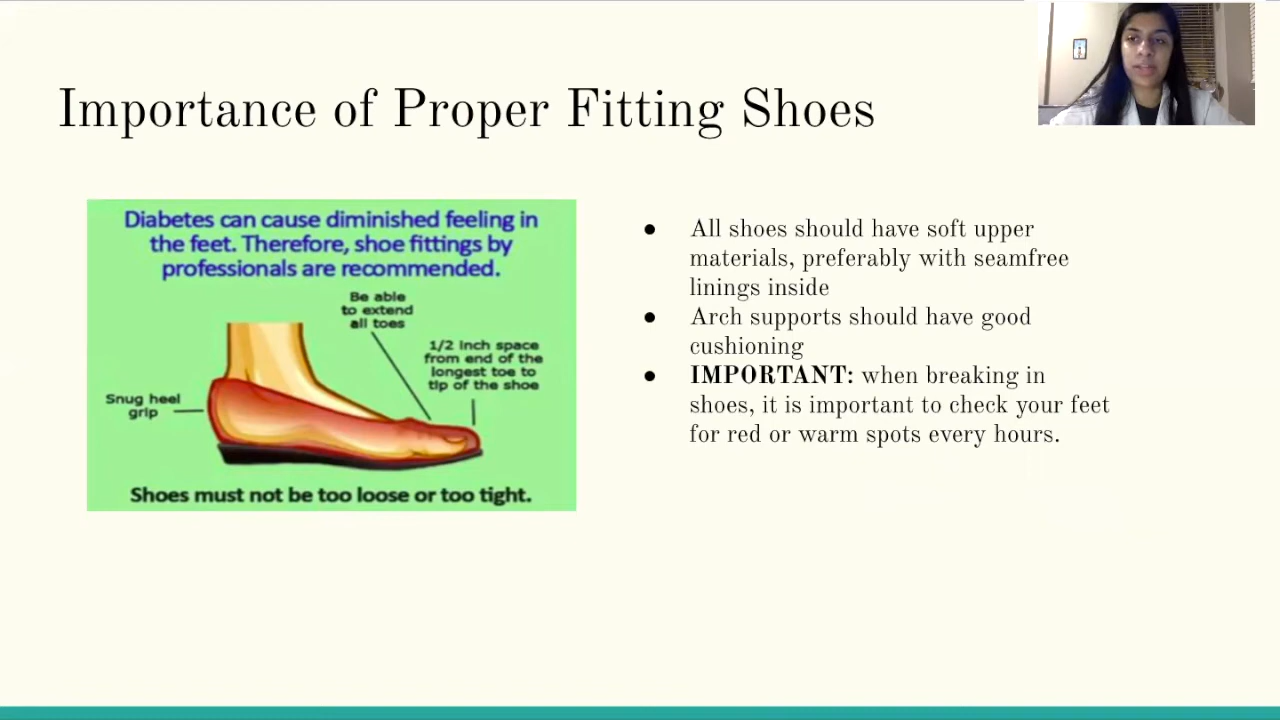 Importance of Proper Fitting Shoes
Diabetes can cause diminished feeling in
the feet. Therefore, shoe fittings by
professionals are recommended.
Be able
to extend
all toes
1/2 Inch space
from end of the
longest toe to
tip of the shoe
Snug heel
grip
Shoes must not be too loose or too tight.
● All shoes should have soft upper
materials, preferably with seamfree
linings inside
● Arch supports should have good
cushioning
● IMPORTANT: when breaking in
shoes, it is important to check your feet
for red or warm spots every hours.